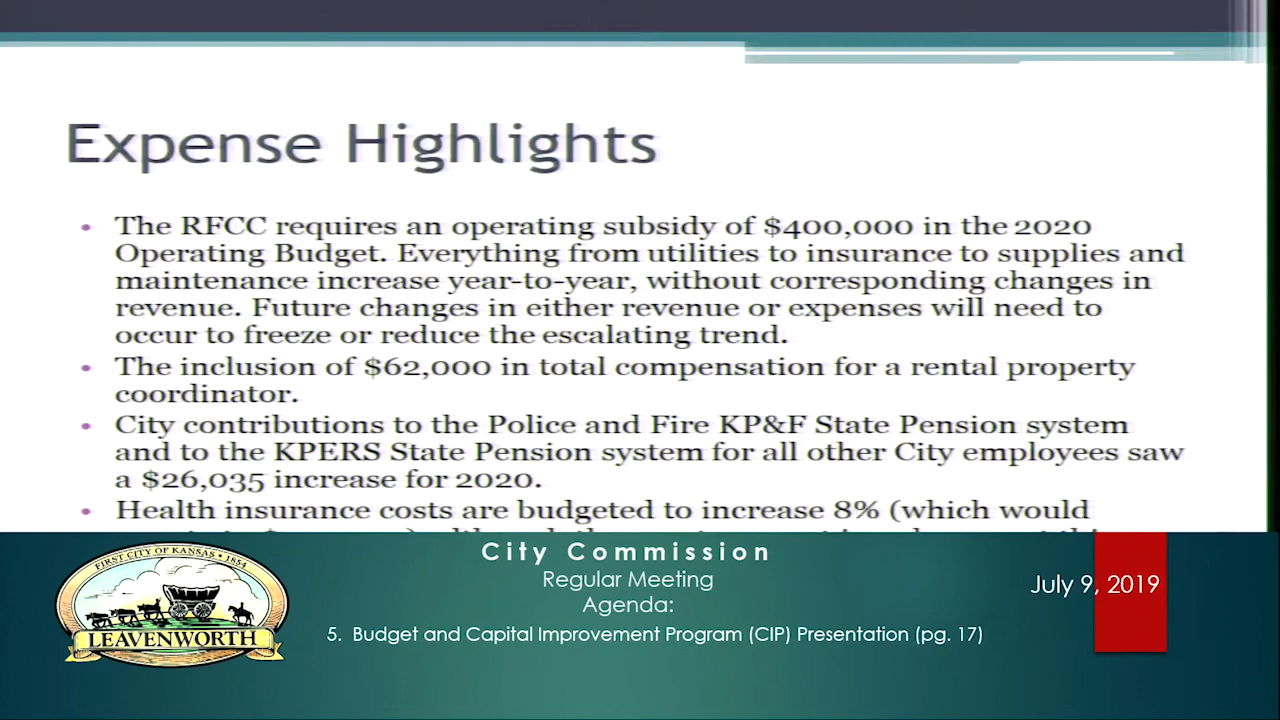 Expense Highlights
• The RFCC requires an operating subsidy of $400,000 in the 2020
Operating Budget. Everything from utilities to insurance to supplies and
maintenance increase year-to-year, without corresponding changes in
revenue. Future changes in either revenue or expenses will need to
occur to freeze or reduce the escalating trend.
• The inclusion of $62,000 in total compensation for a rental property
coordinator.
• City contributions to the Police and Fire KP&F State Pension system
and to the KPERS State Pension system for all other City employees saw
a $26,035 increase for 2020.
• Health insurance costs are budgeted to increase 8% (which would
City Commission
Regular Meeting
Agenda:
5. Budget and Capital Improvement Program (CIP) Presentation (pg. 17)
July 9, 2019
FIRST CITY OF KANSAS • 1854
LEAVENWORTH